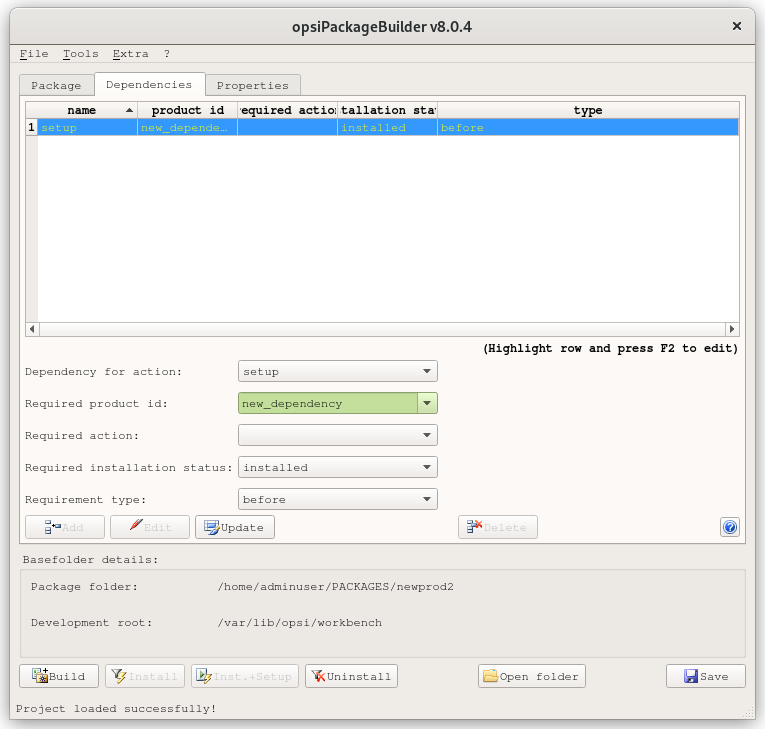 opsiPackageBuilder v8.0.4
File Tools Extra ?
Package Dependencies Properties
name product id equired action tallation sta type
1 setup new_depende… installed before
(Highlight row and press F2 to edit)
Dependency for action: setup
Required product id: new_dependency
Required action:
Required installation status: installed
Requirement type: before
Add Edit Update Delete
Basefolder details:
Package folder: /home/adminuser/PACKAGES/newprod2
Development root: /var/lib/opsi/workbench
Build Install Inst.+Setup Uninstall Open folder Save
Project loaded successfully!